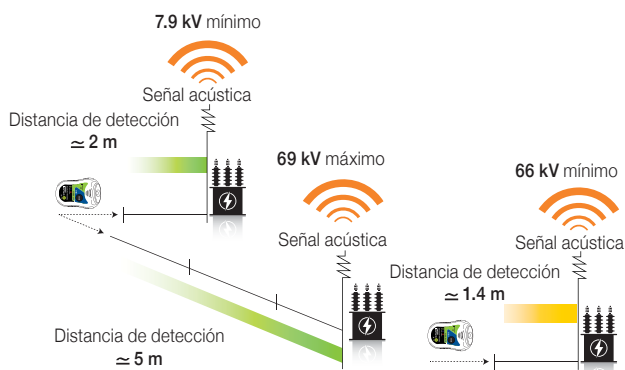 7.9 kV mínimo
Señal acústica
Distancia de detección
≃ 2 m
69 kV máximo
Señal acústica
Distancia de detección
≃ 5 m
66 kV mínimo
Señal acústica
Distancia de detección
≃ 1.4 m